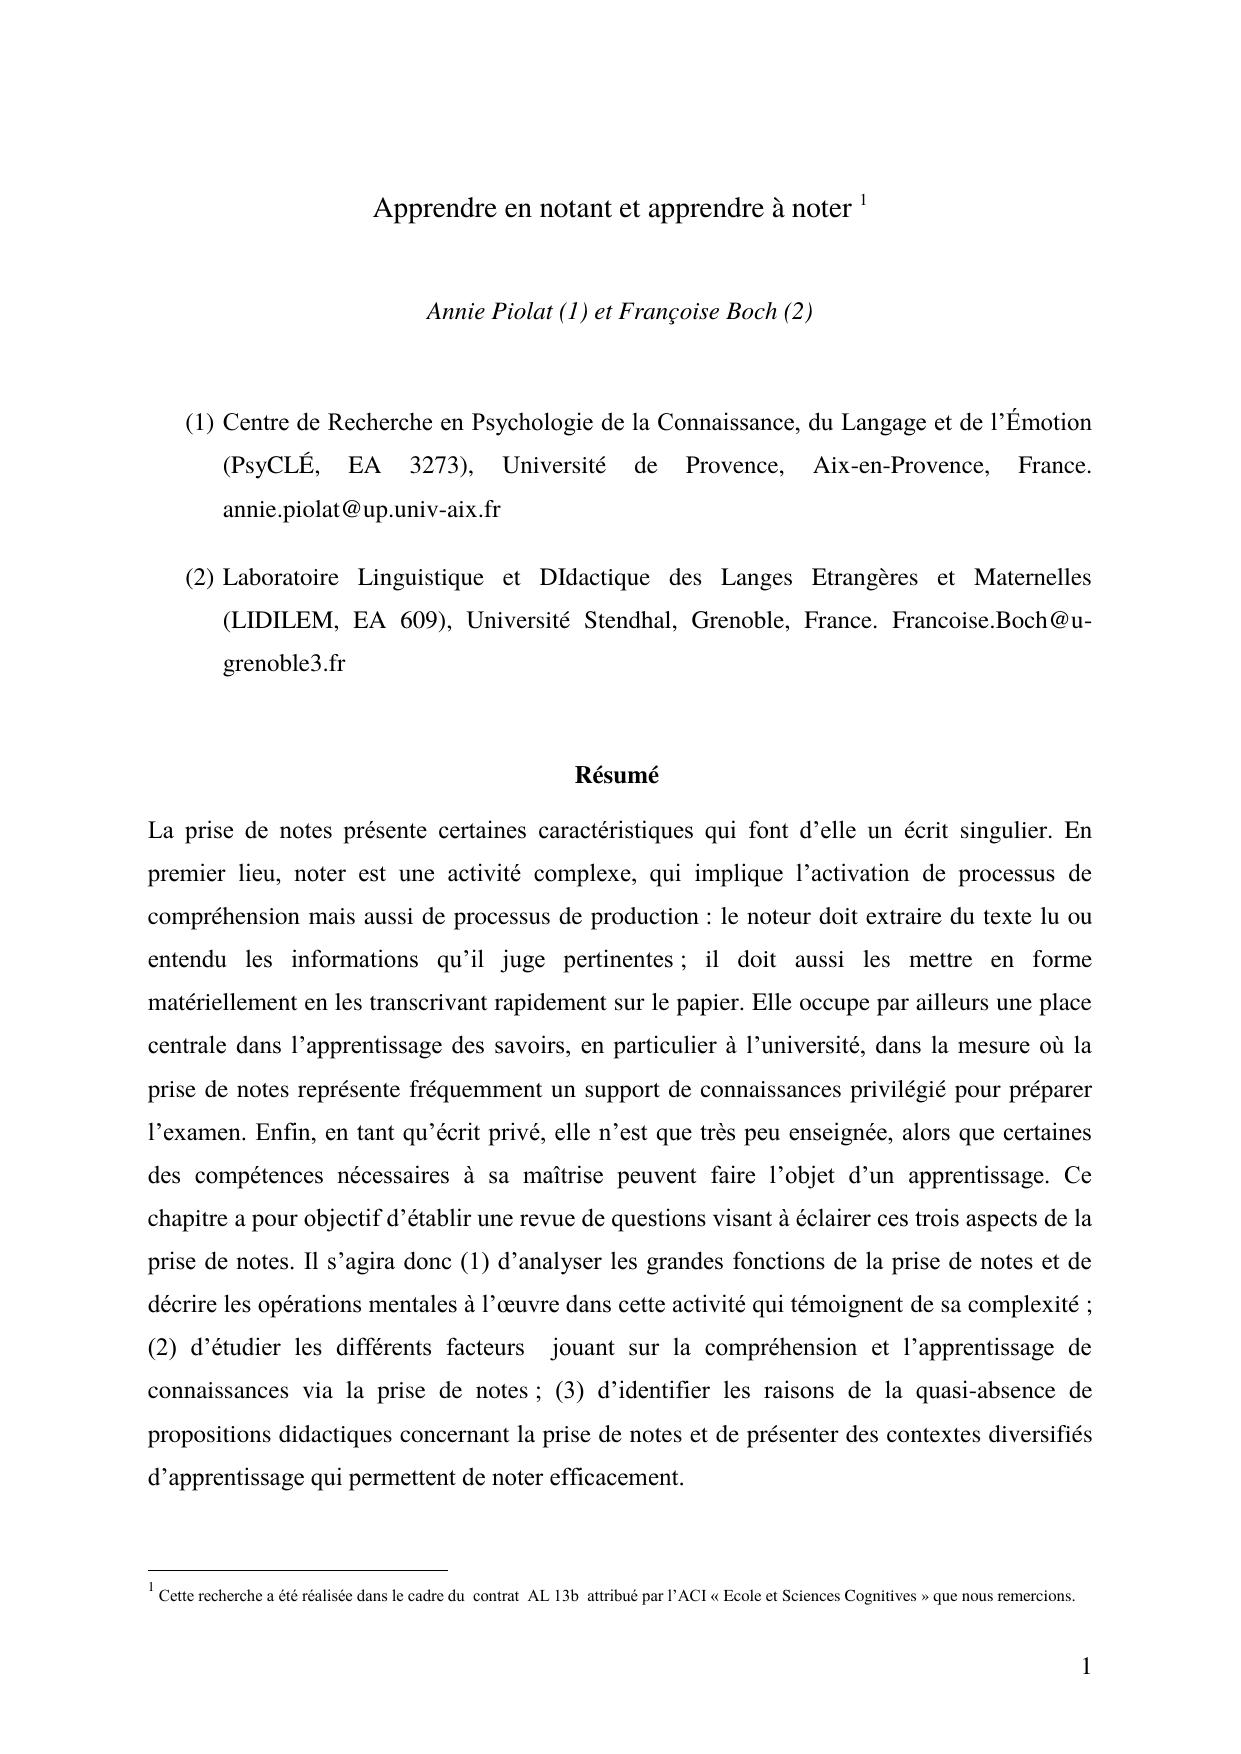 Apprendre en notant et apprendre à noter 1
Annie Piolat (1) et Françoise Boch (2)
(1) Centre de Recherche en Psychologie de la Connaissance, du Langage et de l’Émotion
(PsyCLÉ, EA 3273), Université de Provence, Aix-en-Provence, France.
annie.piolat@up.univ-aix.fr
(2) Laboratoire Linguistique et DIdactique des Langes Etrangères et Maternelles
(LIDILEM, EA 609), Université Stendhal, Grenoble, France. Francoise.Boch@u-
grenoble3.fr
Résumé
La prise de notes présente certaines caractéristiques qui font d’elle un écrit singulier. En
premier lieu, noter est une activité complexe, qui implique l’activation de processus de
compréhension mais aussi de processus de production : le noteur doit extraire du texte lu ou
entendu les informations qu’il juge pertinentes ; il doit aussi les mettre en forme
matériellement en les transcrivant rapidement sur le papier. Elle occupe par ailleurs une place
centrale dans l’apprentissage des savoirs, en particulier à l’université, dans la mesure où la
prise de notes représente fréquemment un support de connaissances privilégié pour préparer
l’examen. Enfin, en tant qu’écrit privé, elle n’est que très peu enseignée, alors que certaines
des compétences nécessaires à sa maîtrise peuvent faire l’objet d’un apprentissage. Ce
chapitre a pour objectif d’établir une revue de questions visant à éclairer ces trois aspects de la
prise de notes. Il s’agira donc (1) d’analyser les grandes fonctions de la prise de notes et de
décrire les opérations mentales à l’œuvre dans cette activité qui témoignent de sa complexité ;
(2) d’étudier les différents facteurs jouant sur la compréhension et l’apprentissage de
connaissances via la prise de notes ; (3) d’identifier les raisons de la quasi-absence de
propositions didactiques concernant la prise de notes et de présenter des contextes diversifiés
d’apprentissage qui permettent de noter efficacement.
1 Cette recherche a été réalisée dans le cadre du contrat AL 13b attribué par l’ACI « Ecole et Sciences Cognitives » que nous remercions.
1